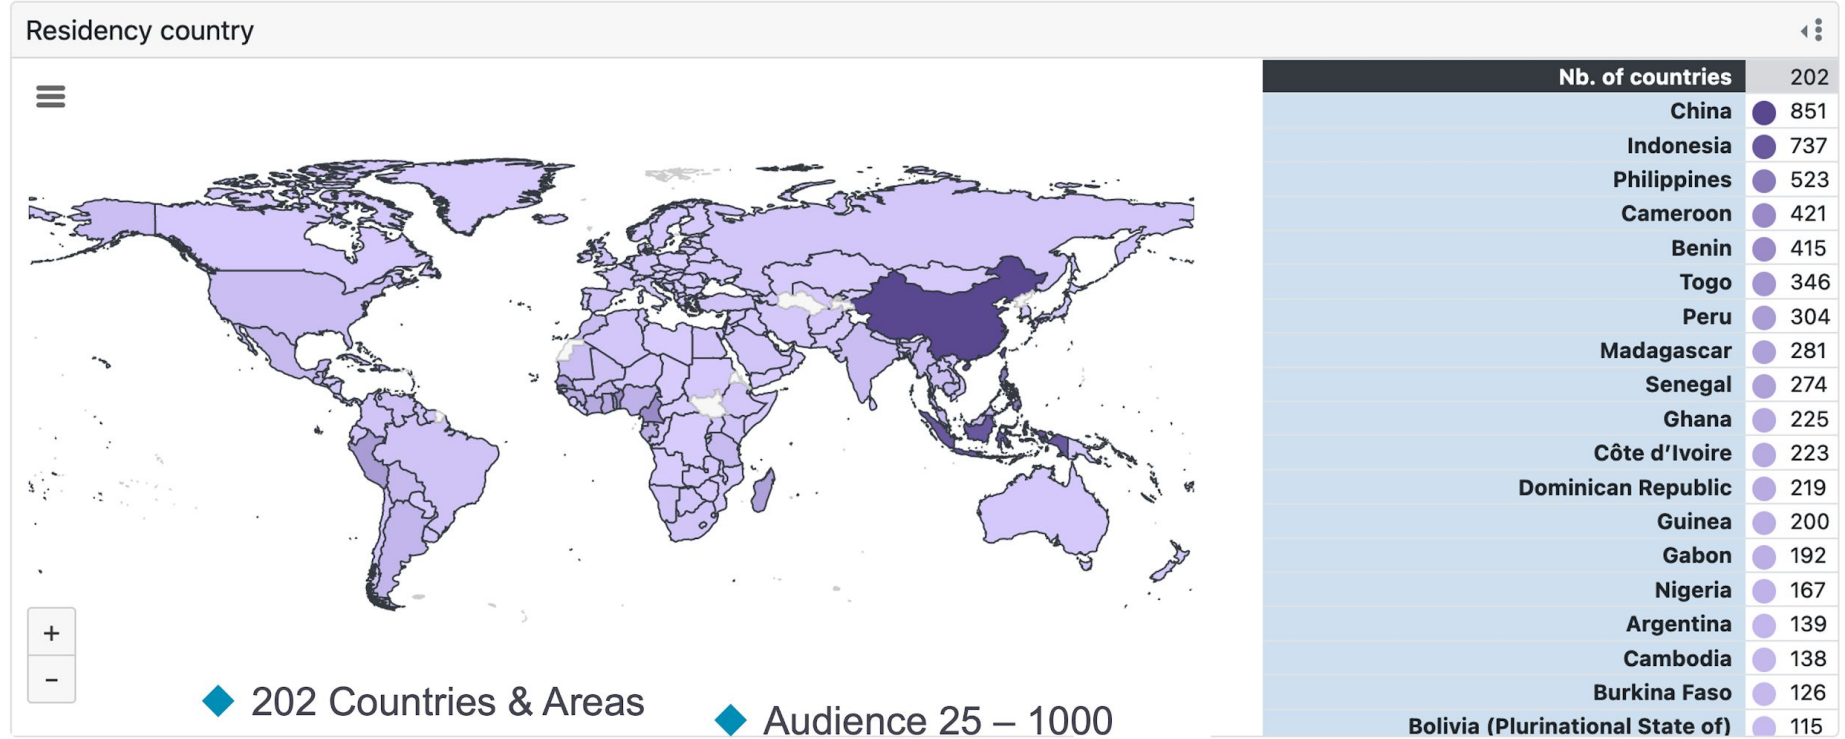 Residency country
Nb. of countries 202
China 851
Indonesia 737
Philippines 523
Cameroon 421
Benin 415
Togo 346
Peru 304
Madagascar 281
Senegal 274
Ghana 225
Côte d’Ivoire 223
Dominican Republic 219
Guinea 200
Gabon 192
Nigeria 167
Argentina 139
Cambodia 138
Burkina Faso 126
Bolivia (Plurinational State of) 115
+
−
202 Countries & Areas
Audience 25 – 1000